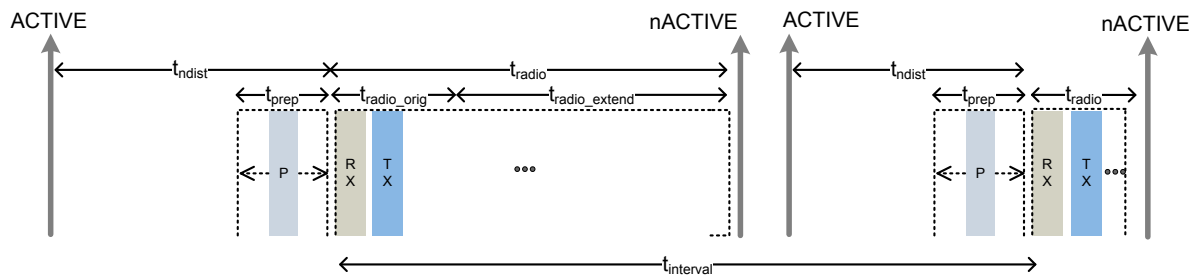 ACTIVE
nACTIVE
ACTIVE
nACTIVE
tndist
tradio
tndist
tprep
tradio_orig
tradio_extend
tprep
tradio
P
R
X
T
X
•••
P
R
X
T
X
•••
tinterval